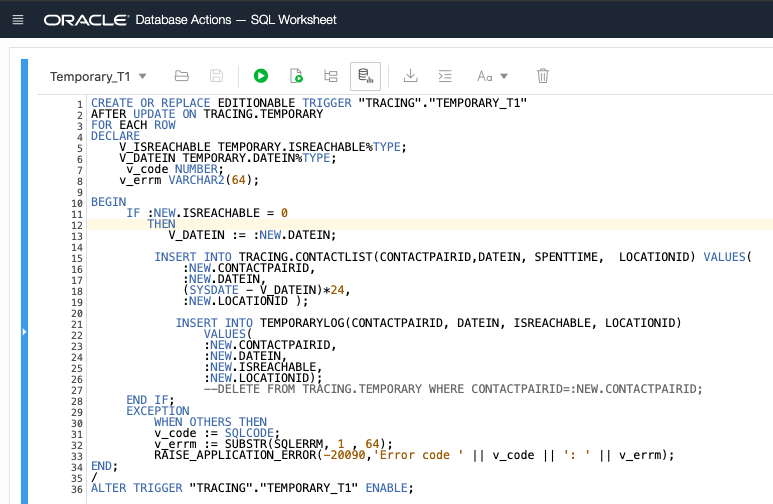 ORACLE Database Actions — SQL Worksheet
Temporary_T1 Aa
1 CREATE OR REPLACE EDITIONABLE TRIGGER "TRACING"."TEMPORARY_T1"
2 AFTER UPDATE ON TRACING.TEMPORARY
3 FOR EACH ROW
4 DECLARE
5 V_ISREACHABLE TEMPORARY.ISREACHABLE%TYPE;
6 V_DATEIN TEMPORARY.DATEIN%TYPE;
7 v_code NUMBER;
8 v_errm VARCHAR2(64);
9
10 BEGIN
11 IF :NEW.ISREACHABLE = 0
12 THEN
13 V_DATEIN := :NEW.DATEIN;
14
15 INSERT INTO TRACING.CONTACTLIST(CONTACTPAIRID,DATEIN, SPENTTIME, LOCATIONID) VALUES(
16 :NEW.CONTACTPAIRID,
17 :NEW.DATEIN,
18 (SYSDATE - V_DATEIN)*24,
19 :NEW.LOCATIONID );
20
21 INSERT INTO TEMPORARYLOG(CONTACTPAIRID, DATEIN, ISREACHABLE, LOCATIONID)
22 VALUES(
23 :NEW.CONTACTPAIRID,
24 :NEW.DATEIN,
25 :NEW.ISREACHABLE,
26 :NEW.LOCATIONID);
27 --DELETE FROM TRACING.TEMPORARY WHERE CONTACTPAIRID=:NEW.CONTACTPAIRID;
28 END IF;
29 EXCEPTION
30 WHEN OTHERS THEN
31 v_code := SQLCODE;
32 v_errm := SUBSTR(SQLERRM, 1 , 64);
33 RAISE_APPLICATION_ERROR(-20090,'Error code ' || v_code || ': ' || v_errm);
34 END;
35 /
36 ALTER TRIGGER "TRACING"."TEMPORARY_T1" ENABLE;